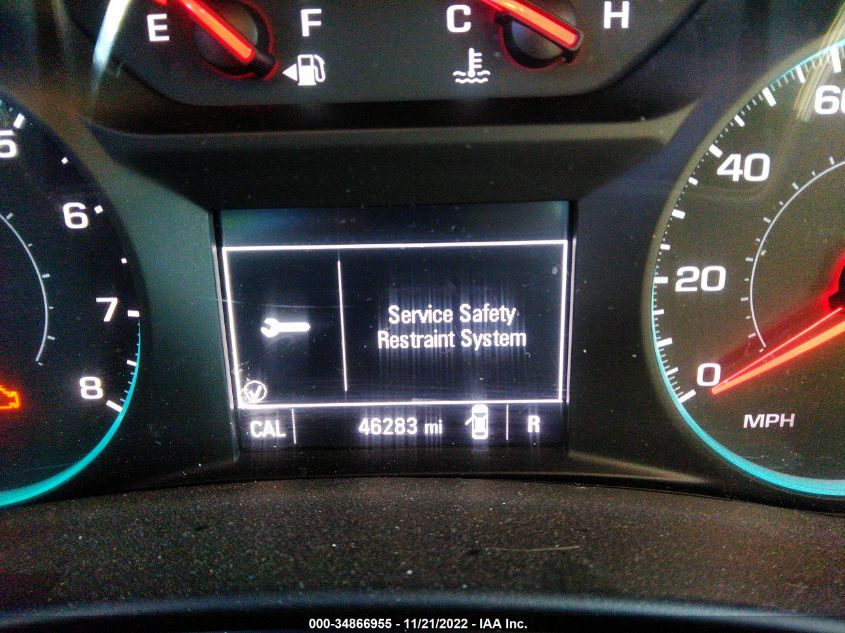 E F C H
5
6
7
8
60
40
20
0
MPH
Service Safety
Restraint System
CAL 46283 mi R
000-34866955 - 11/21/2022 - IAA Inc.